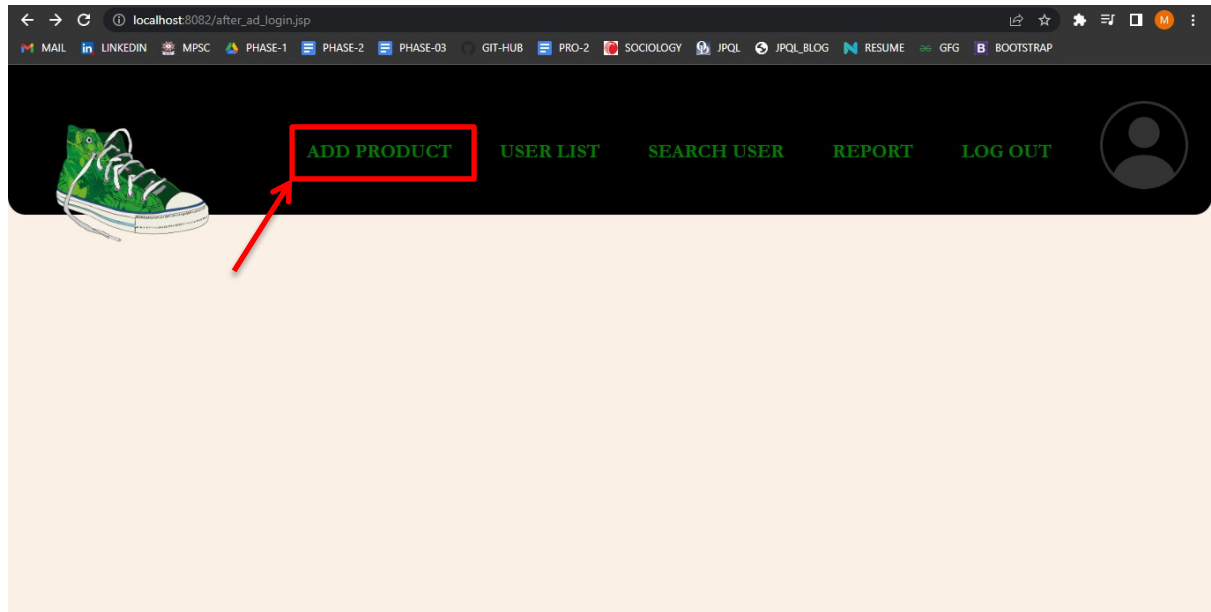 localhost:8082/after_ad_login.jsp
M
MAIL LINKEDIN MPSC PHASE-1 PHASE-2 PHASE-03 GIT-HUB PRO-2 SOCIOLOGY JPQL JPQL_BLOG RESUME GFG BOOTSTRAP
ADD PRODUCT USER LIST SEARCH USER REPORT LOG OUT